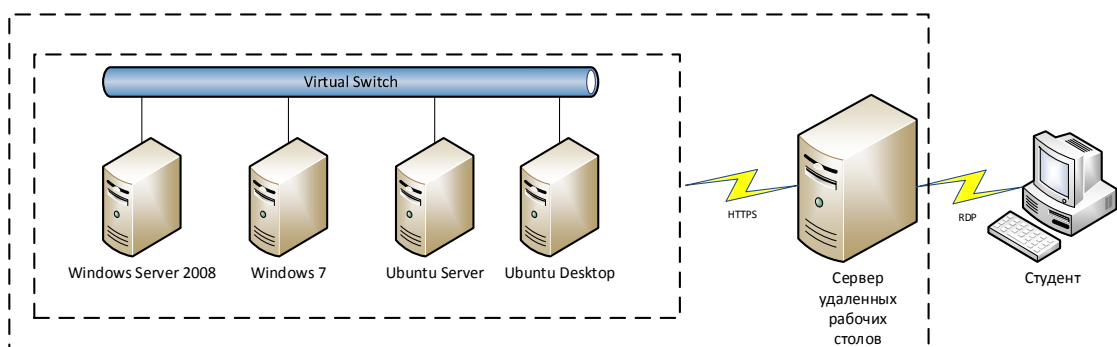 Virtual Switch
Windows Server 2008
Windows 7
Ubuntu Server
Ubuntu Desktop
HTTPS
Сервер
удаленных
рабочих
столов
RDP
Студент